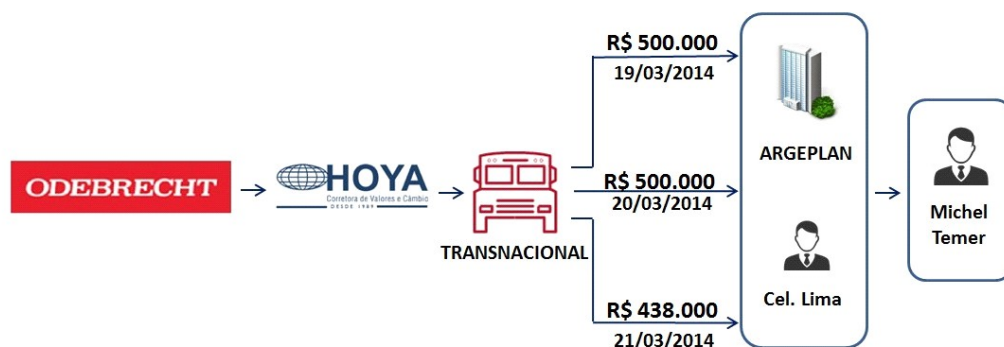 ODEBRECHT
HOYA
Corretora de Valores e Câmbio
DESDE 1989
TRANSNACIONAL
R$ 500.000
19/03/2014
R$ 500.000
20/03/2014
R$ 438.000
21/03/2014
ARGEPLAN
Cel. Lima
Michel
Temer